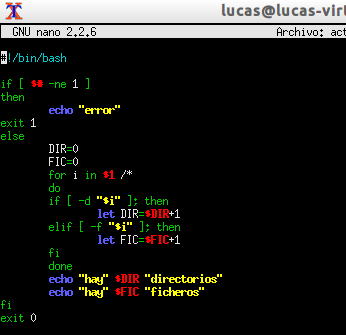 lucas@lucas-virt
GNU nano 2.2.6 Archivo: act
#!/bin/bash
if [ $# -ne 1 ]
then
echo "error"
exit 1
else
DIR=0
FIC=0
for i in $1 /*
do
if [ -d "$i" ]; then
let DIR=$DIR+1
elif [ -f "$i" ]; then
let FIC=$FIC+1
fi
done
echo "hay" $DIR "directorios"
echo "hay" $FIC "ficheros"
fi
exit 0